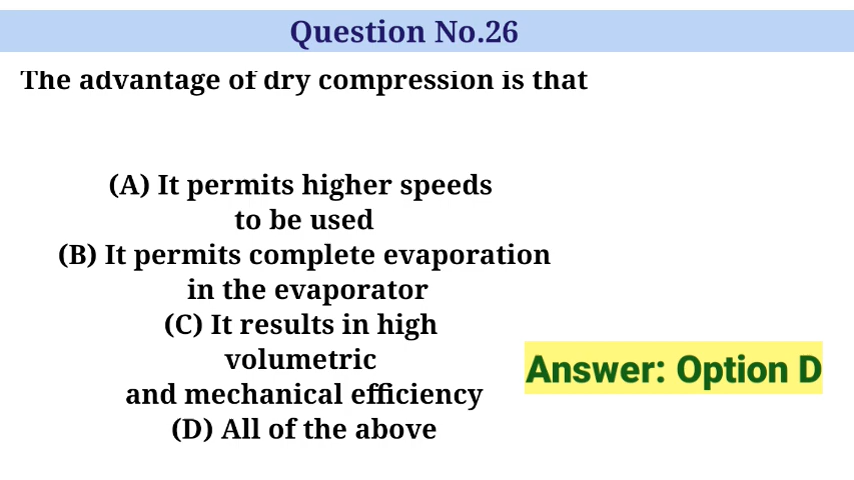 Question No.26
The advantage of dry compression is that
(A) It permits higher speeds
to be used
(B) It permits complete evaporation
in the evaporator
(C) It results in high
volumetric
and mechanical efficiency
(D) All of the above
Answer: Option D